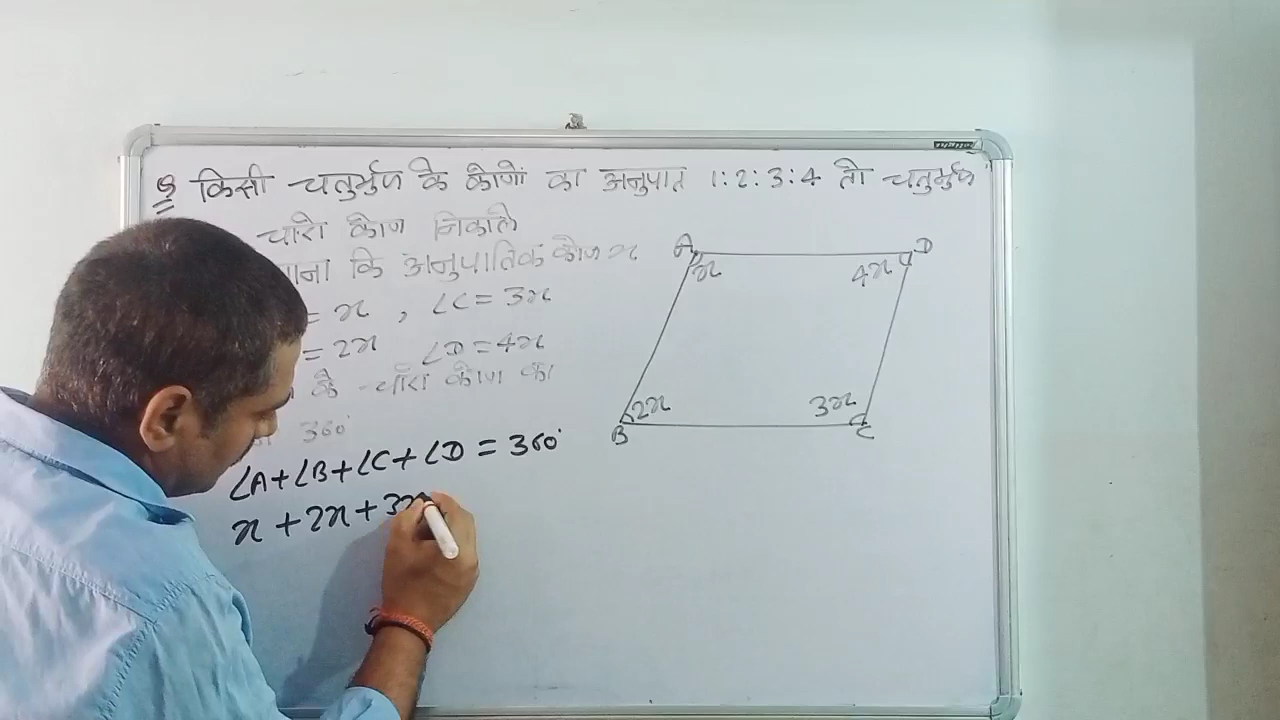 Q किसी चतुर्भुज के कोणों का अनुपात 1:2:3:4 तो चतुर्भुज
चारो कोण निकाले
माना कि अनुपातिक कोण x
= x , ∠C = 3x
= 2x ∠D = 4x
के चारो कोण का
360°
∠A+∠B+∠C+∠D = 360°
x + 2x + 3x
A
D
x
4x
2x
3x
B
C